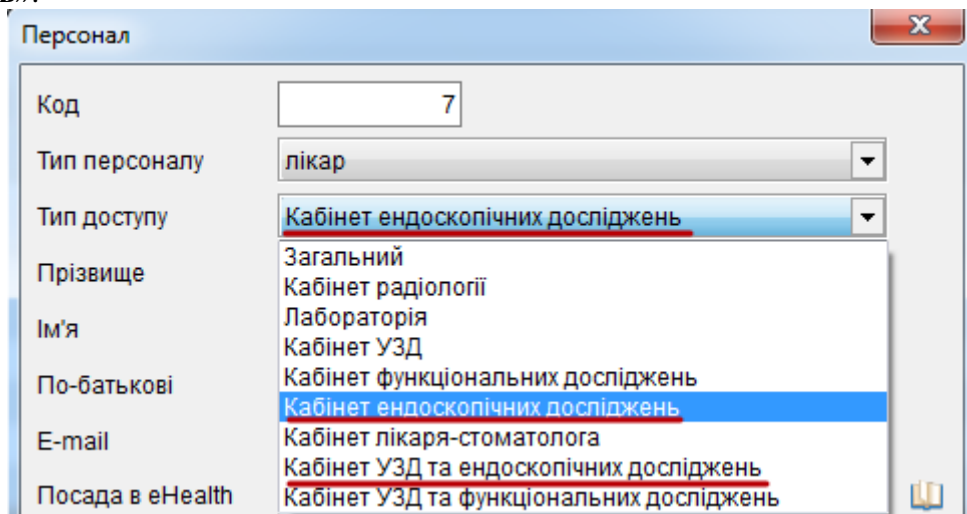 Персонал
Код 7
Тип персоналу лікар
Тип доступу Кабінет ендоскопічних досліджень
Загальний
Прізвище
Кабінет радіології
Лабораторія
Ім'я
Кабінет УЗД
Кабінет функціональних досліджень
По-батькові
Кабінет ендоскопічних досліджень
E-mail
Кабінет лікаря-стоматолога
Кабінет УЗД та ендоскопічних досліджень
Посада в eHealth
Кабінет УЗД та функціональних досліджень